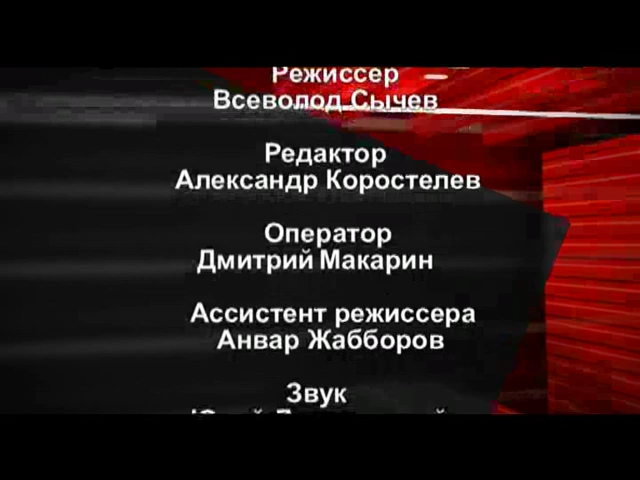 Режиссер
Всеволод Сычев
Редактор
Александр Коростелев
Оператор
Дмитрий Макарин
Ассистент режиссера
Анвар Жабборов
Звук